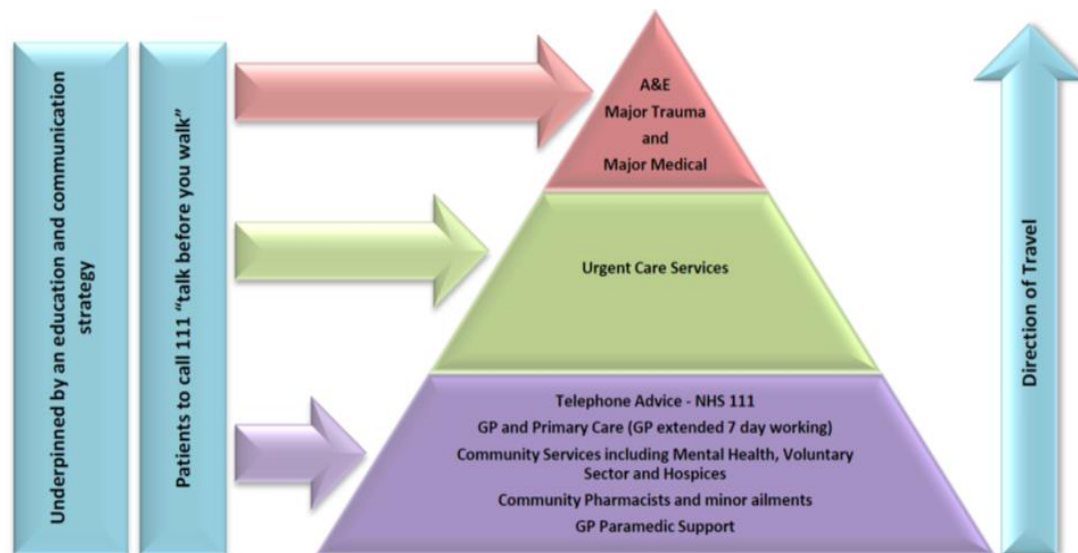 Underpinned by an education and communication
strategy
Patients to call 111 “talk before you walk”
A&E
Major Trauma
and
Major Medical
Urgent Care Services
Telephone Advice - NHS 111
GP and Primary Care (GP extended 7 day working)
Community Services including Mental Health, Voluntary
Sector and Hospices
Community Pharmacists and minor ailments
GP Paramedic Support
Direction of Travel